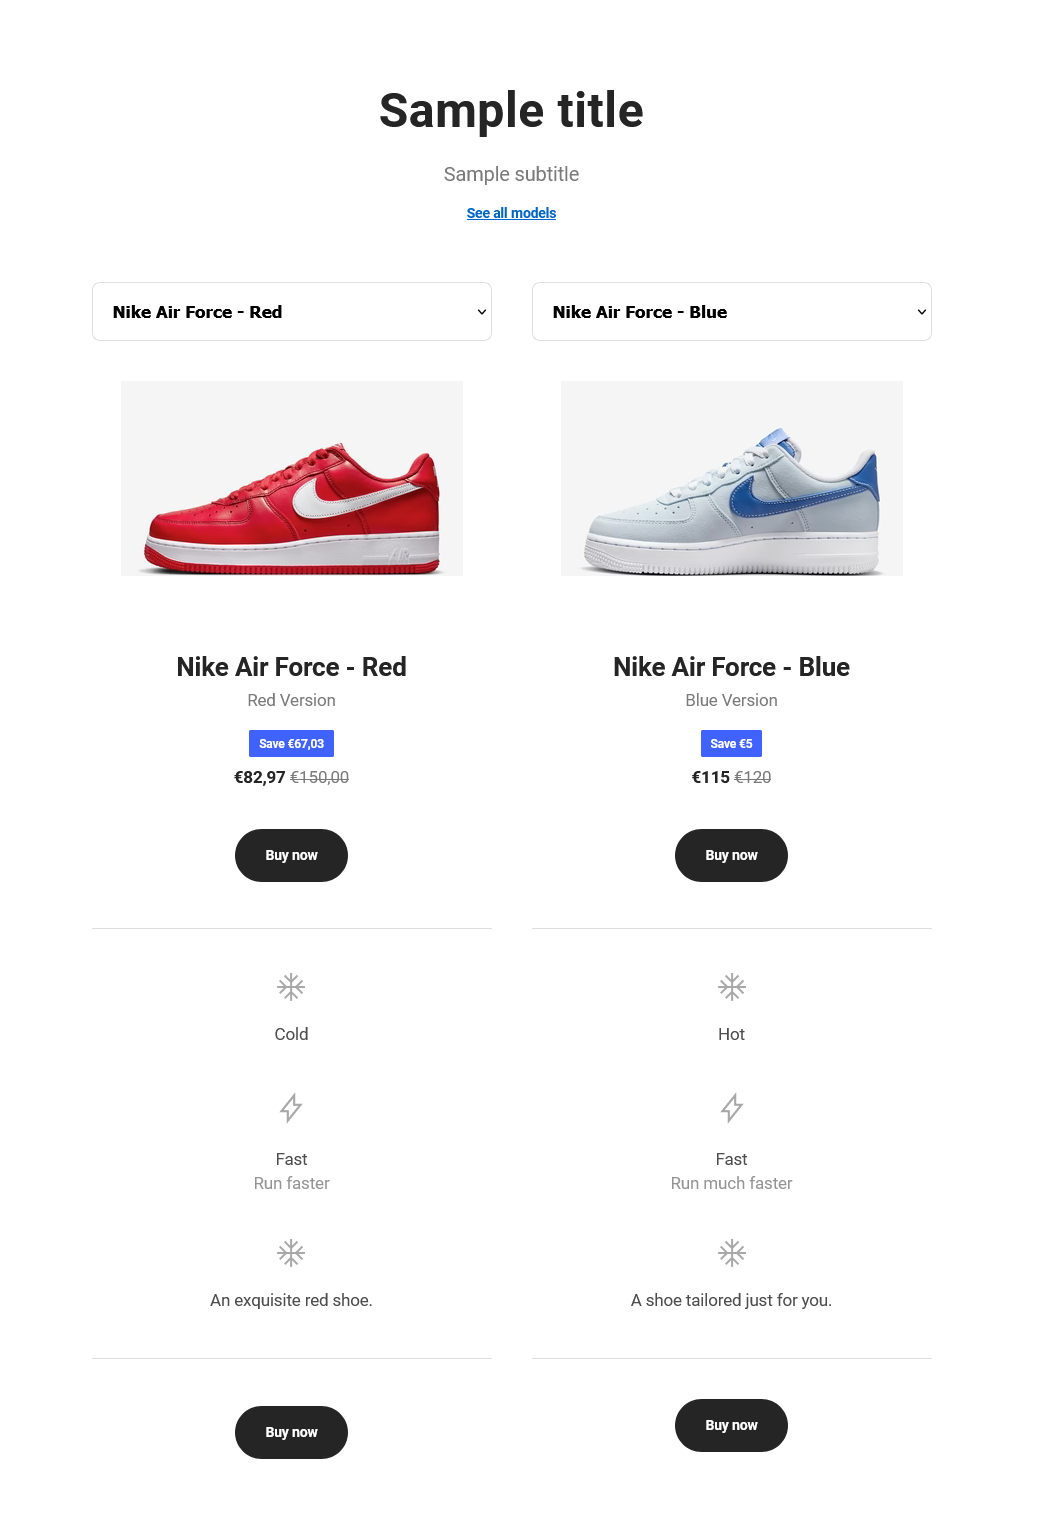 Sample title
Sample subtitle
See all models
Nike Air Force - Red
Nike Air Force - Blue
Nike Air Force - Red
Red Version
Save €67,03
€82,97 €150,00
Buy now
Nike Air Force - Blue
Blue Version
Save €5
€115 €120
Buy now
Cold
Hot
Fast
Run faster
Fast
Run much faster
An exquisite red shoe.
A shoe tailored just for you.
Buy now
Buy now